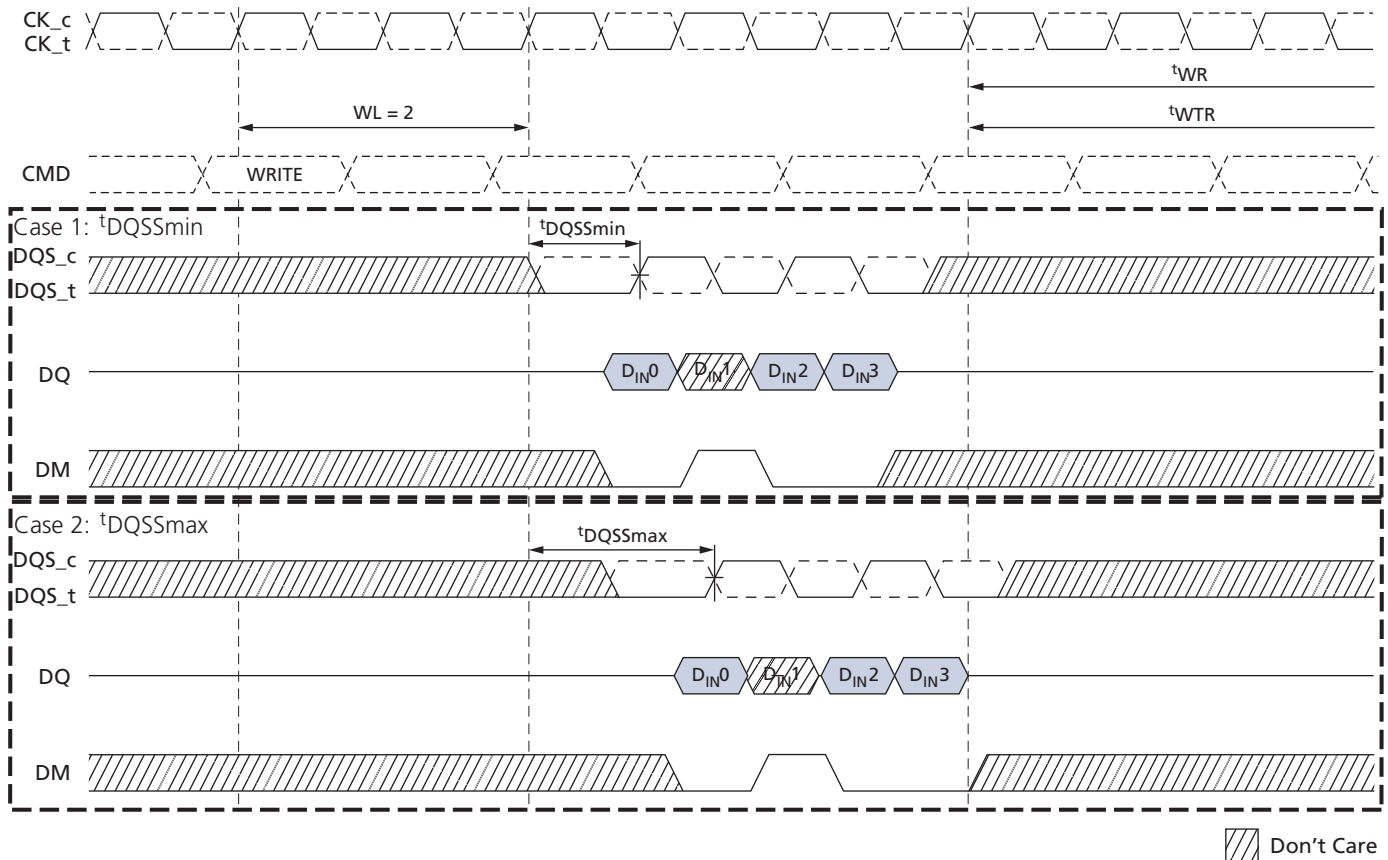 CK_c
CK_t
tWR
WL = 2
tWTR
CMD
WRITE
Case 1: tDQSSmin
tDQSSmin
DQS_c
DQS_t
DQ
DIN0 DIN1 DIN2 DIN3
DM
Case 2: tDQSSmax
tDQSSmax
DQS_c
DQS_t
DQ
DIN0 DIN1 DIN2 DIN3
DM
Don't Care